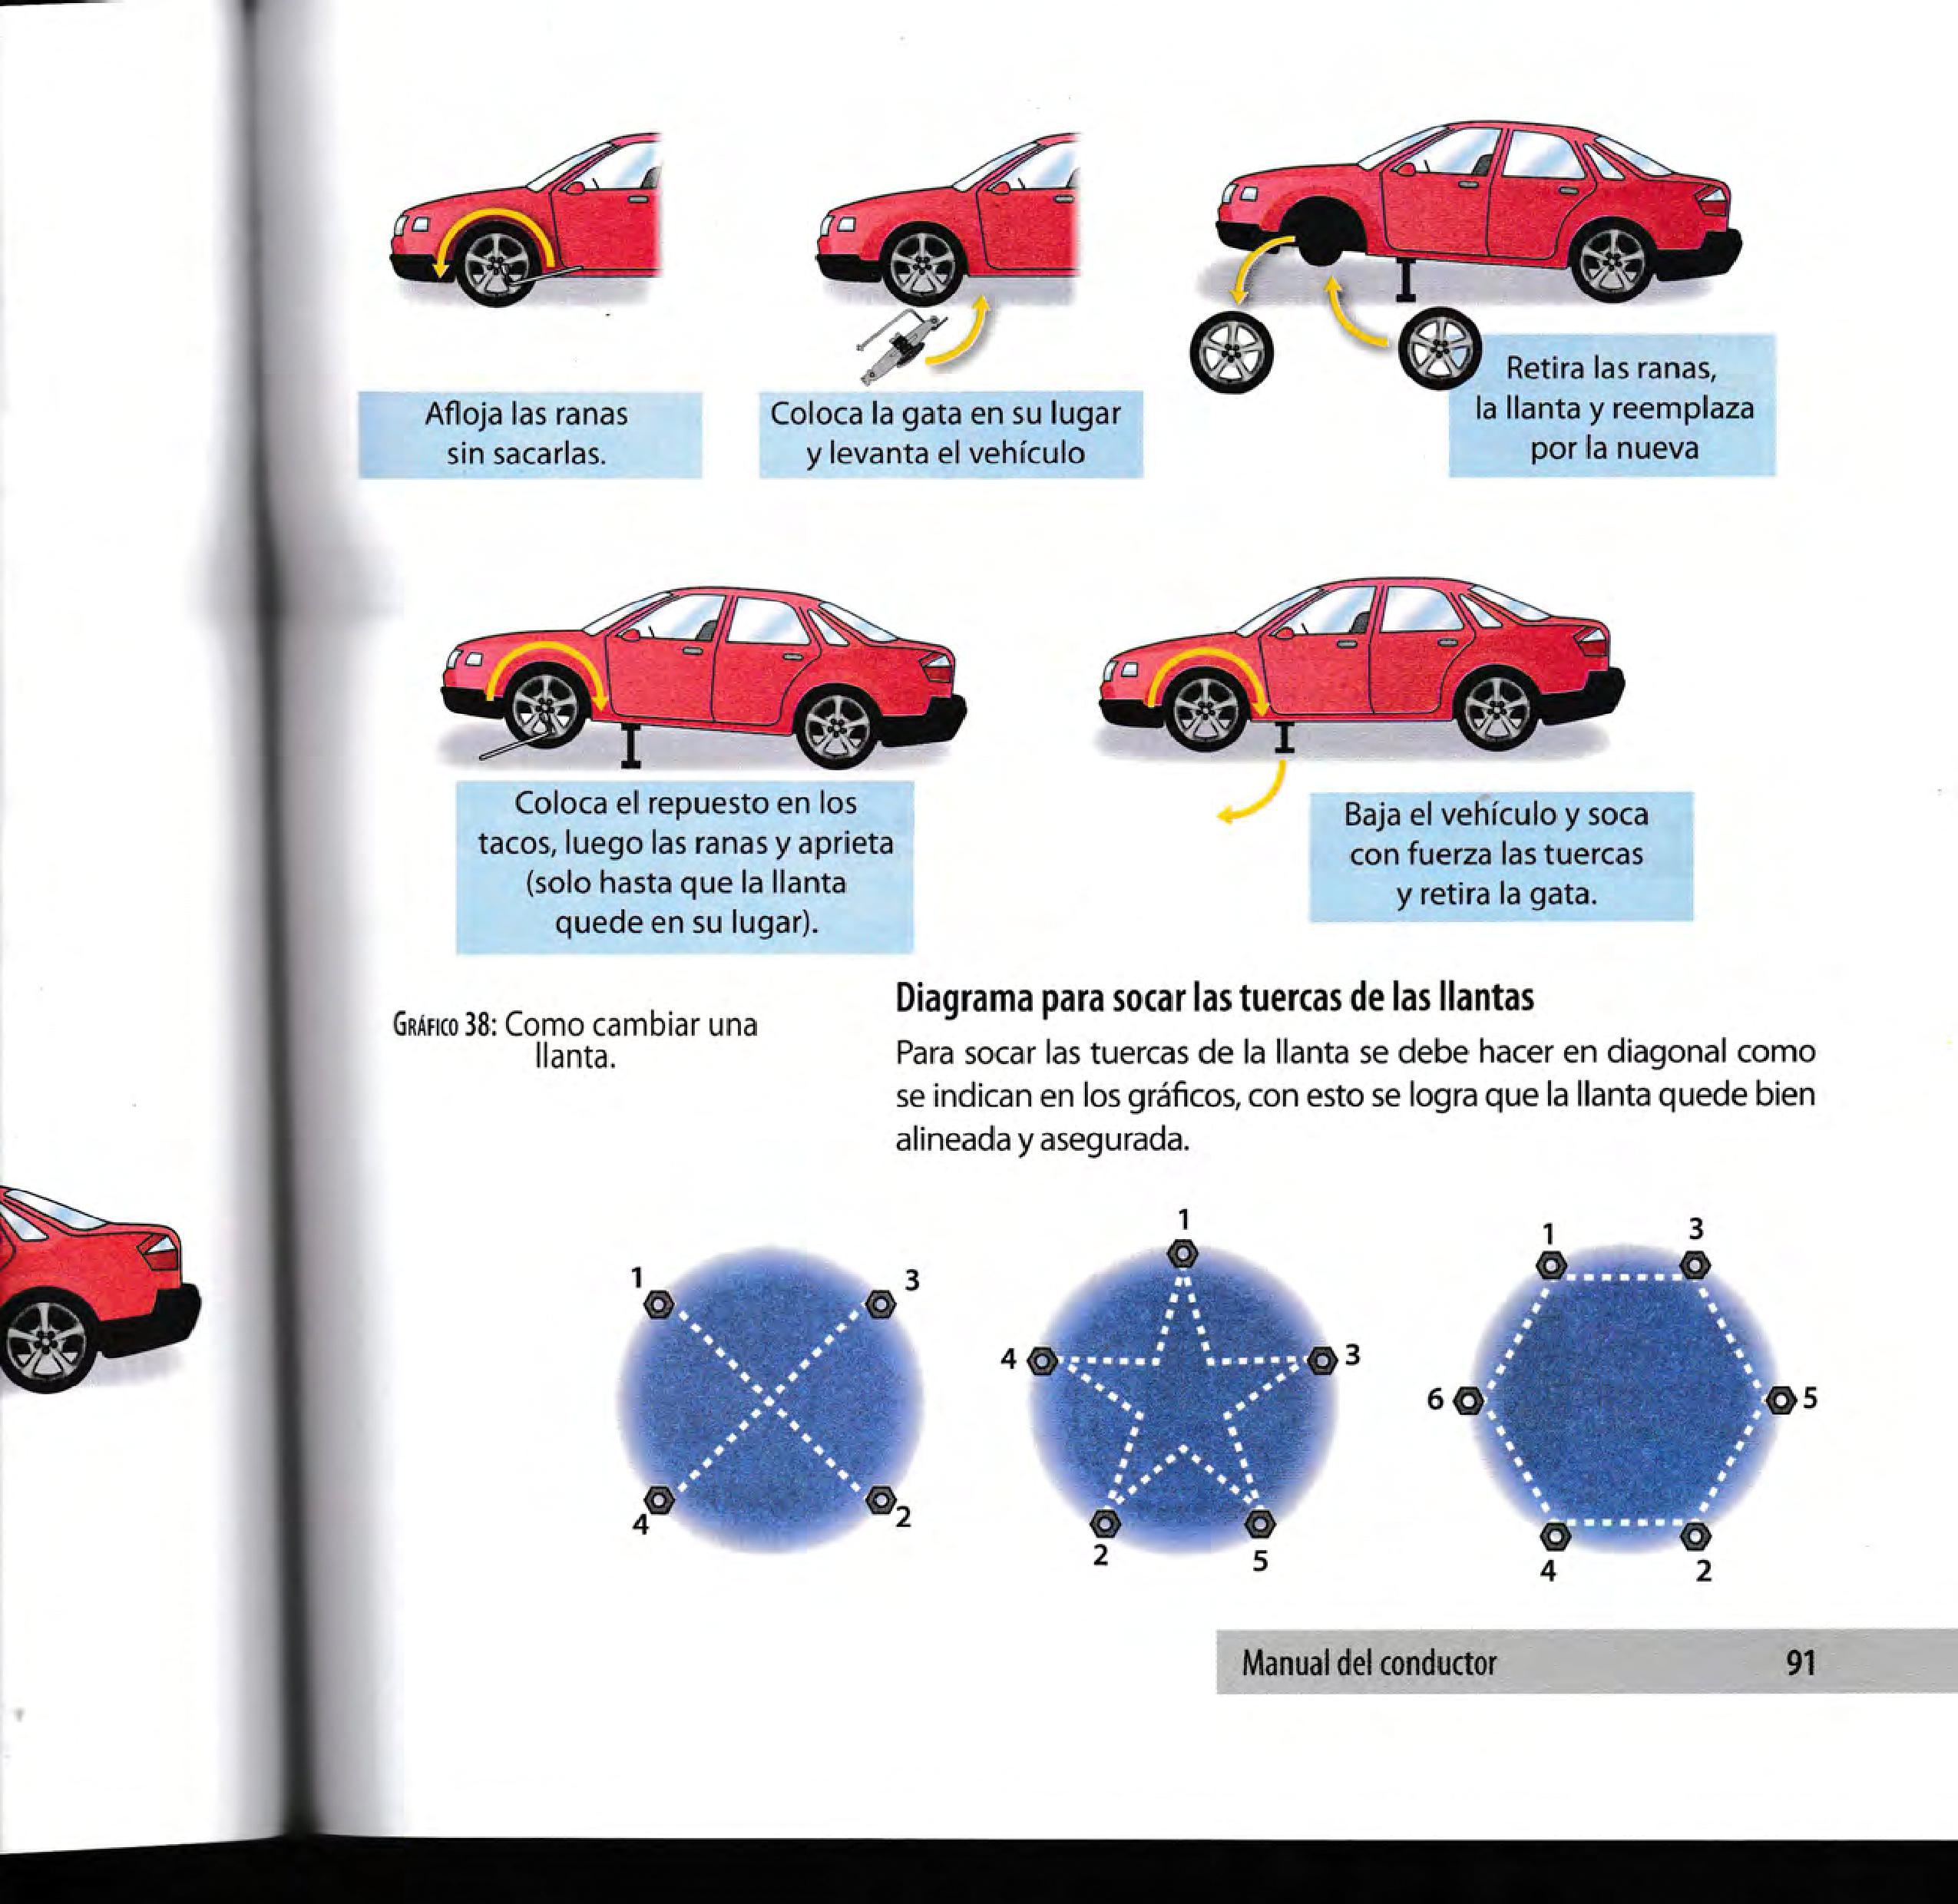 Afloja las ranas
sin sacarlas.
Coloca la gata en su lugar
y levanta el vehículo
Retira las ranas,
la llanta y reemplaza
por la nueva
Coloca el repuesto en los
tacos, luego las ranas y aprieta
(solo hasta que la llanta
quede en su lugar).
Baja el vehículo y soca
con fuerza las tuercas
y retira la gata.
GRÁFICO 38: Como cambiar una
llanta.
Diagrama para socar las tuercas de las llantas
Para socar las tuercas de la llanta se debe hacer en diagonal como
se indican en los gráficos, con esto se logra que la llanta quede bien
alineada y asegurada.
1
3
4
2
1
4
3
2
5
1
3
6
5
4
2
Manual del conductor 91